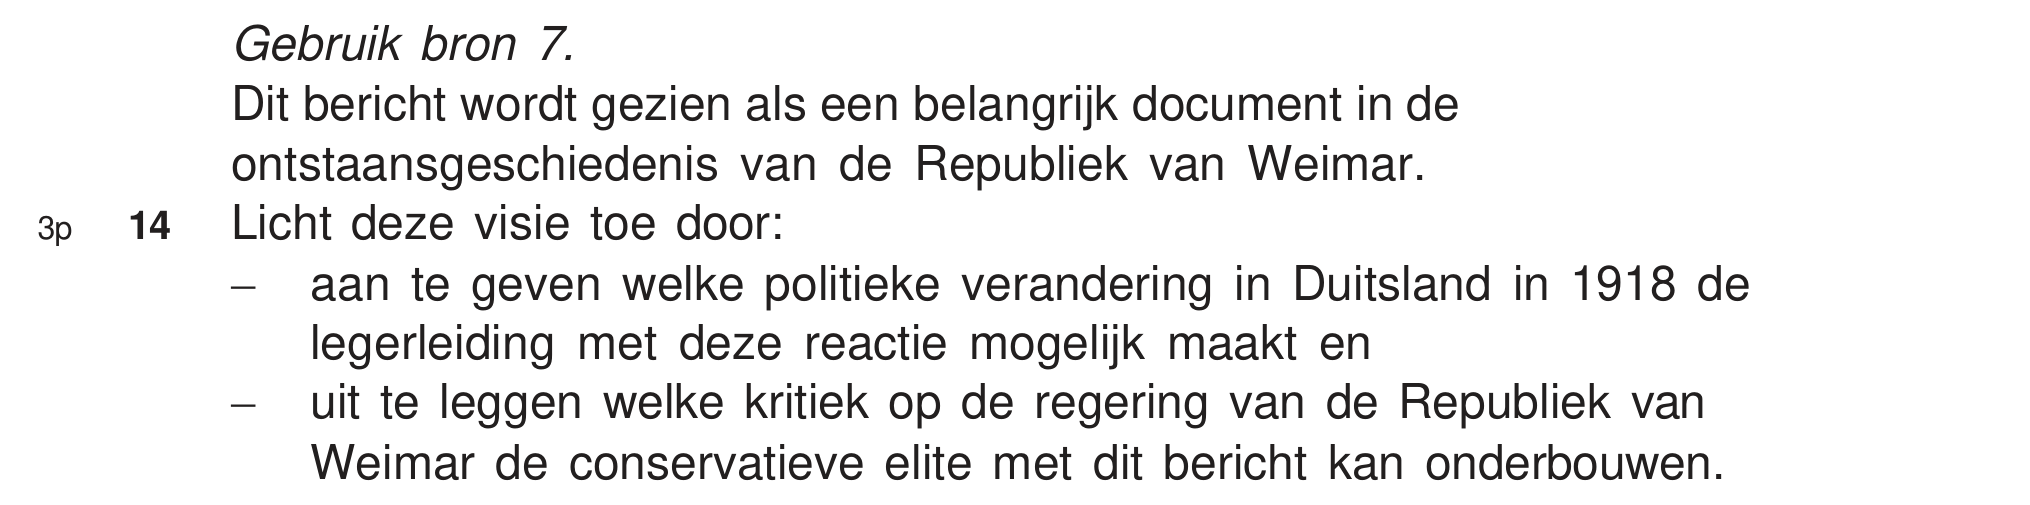 Gebruik bron 7.
Dit bericht wordt gezien als een belangrijk document in de
ontstaansgeschiedenis van de Republiek van Weimar.
3p 14 Licht deze visie toe door:
– aan te geven welke politieke verandering in Duitsland in 1918 de
legerleiding met deze reactie mogelijk maakt en
– uit te leggen welke kritiek op de regering van de Republiek van
Weimar de conservatieve elite met dit bericht kan onderbouwen.